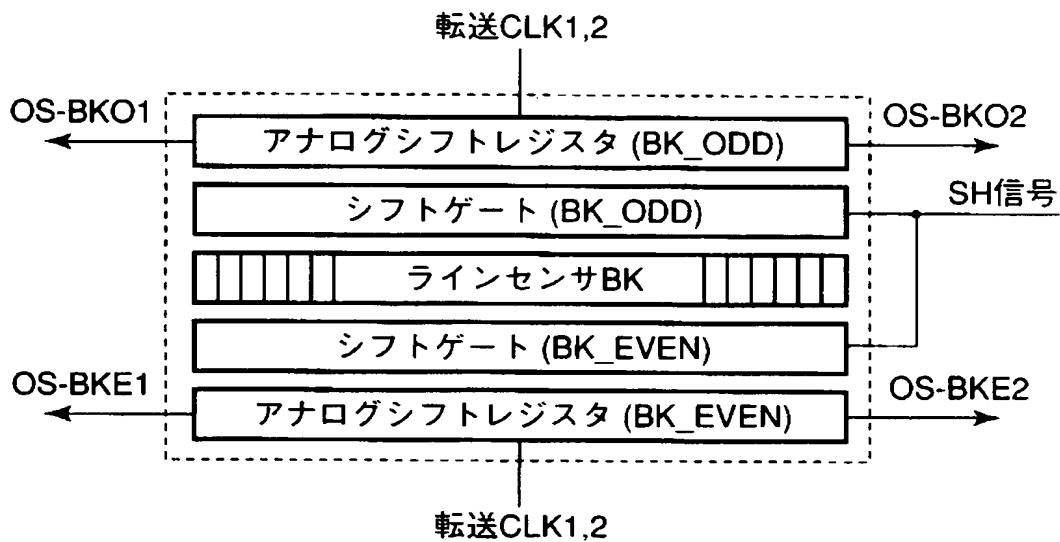 転送CLK1,2
OS-BKO1
OS-BKO2
アナログシフトレジスタ (BK_ODD)
シフトゲート (BK_ODD)
SH信号
ラインセンサBK
シフトゲート (BK_EVEN)
OS-BKE1
OS-BKE2
アナログシフトレジスタ (BK_EVEN)
転送CLK1,2